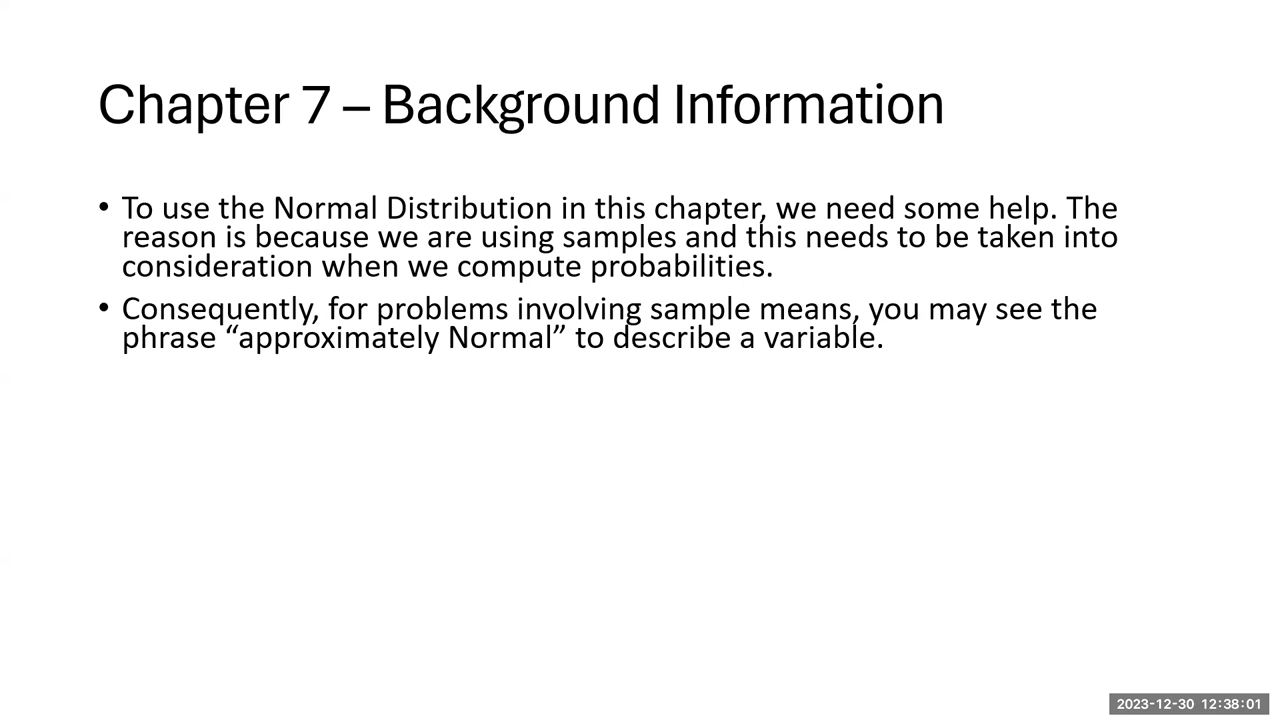 Chapter 7 – Background Information
• To use the Normal Distribution in this chapter, we need some help. The
reason is because we are using samples and this needs to be taken into
consideration when we compute probabilities.
• Consequently, for problems involving sample means, you may see the
phrase “approximately Normal” to describe a variable.
2023-12-30 12:38:01